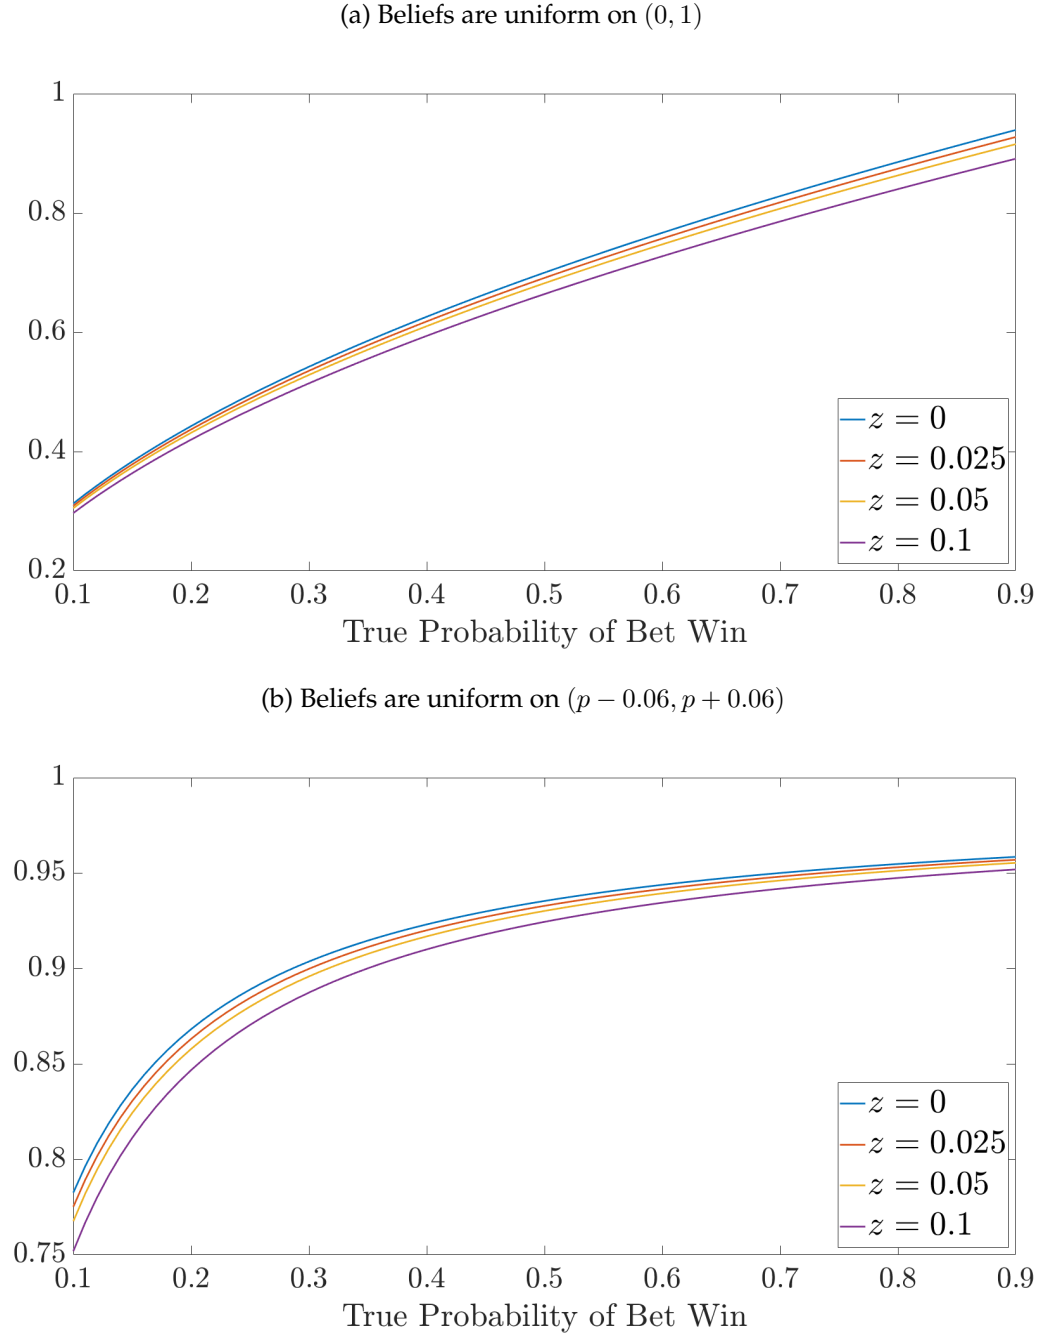 (a) Beliefs are uniform on (0, 1)
1
0.8
0.6
0.4
0.2
0.1 0.2 0.3 0.4 0.5 0.6 0.7 0.8 0.9
True Probability of Bet Win
z = 0
z = 0.025
z = 0.05
z = 0.1
(b) Beliefs are uniform on (p − 0.06, p + 0.06)
1
0.95
0.9
0.85
0.8
0.75
0.1 0.2 0.3 0.4 0.5 0.6 0.7 0.8 0.9
True Probability of Bet Win
z = 0
z = 0.025
z = 0.05
z = 0.1